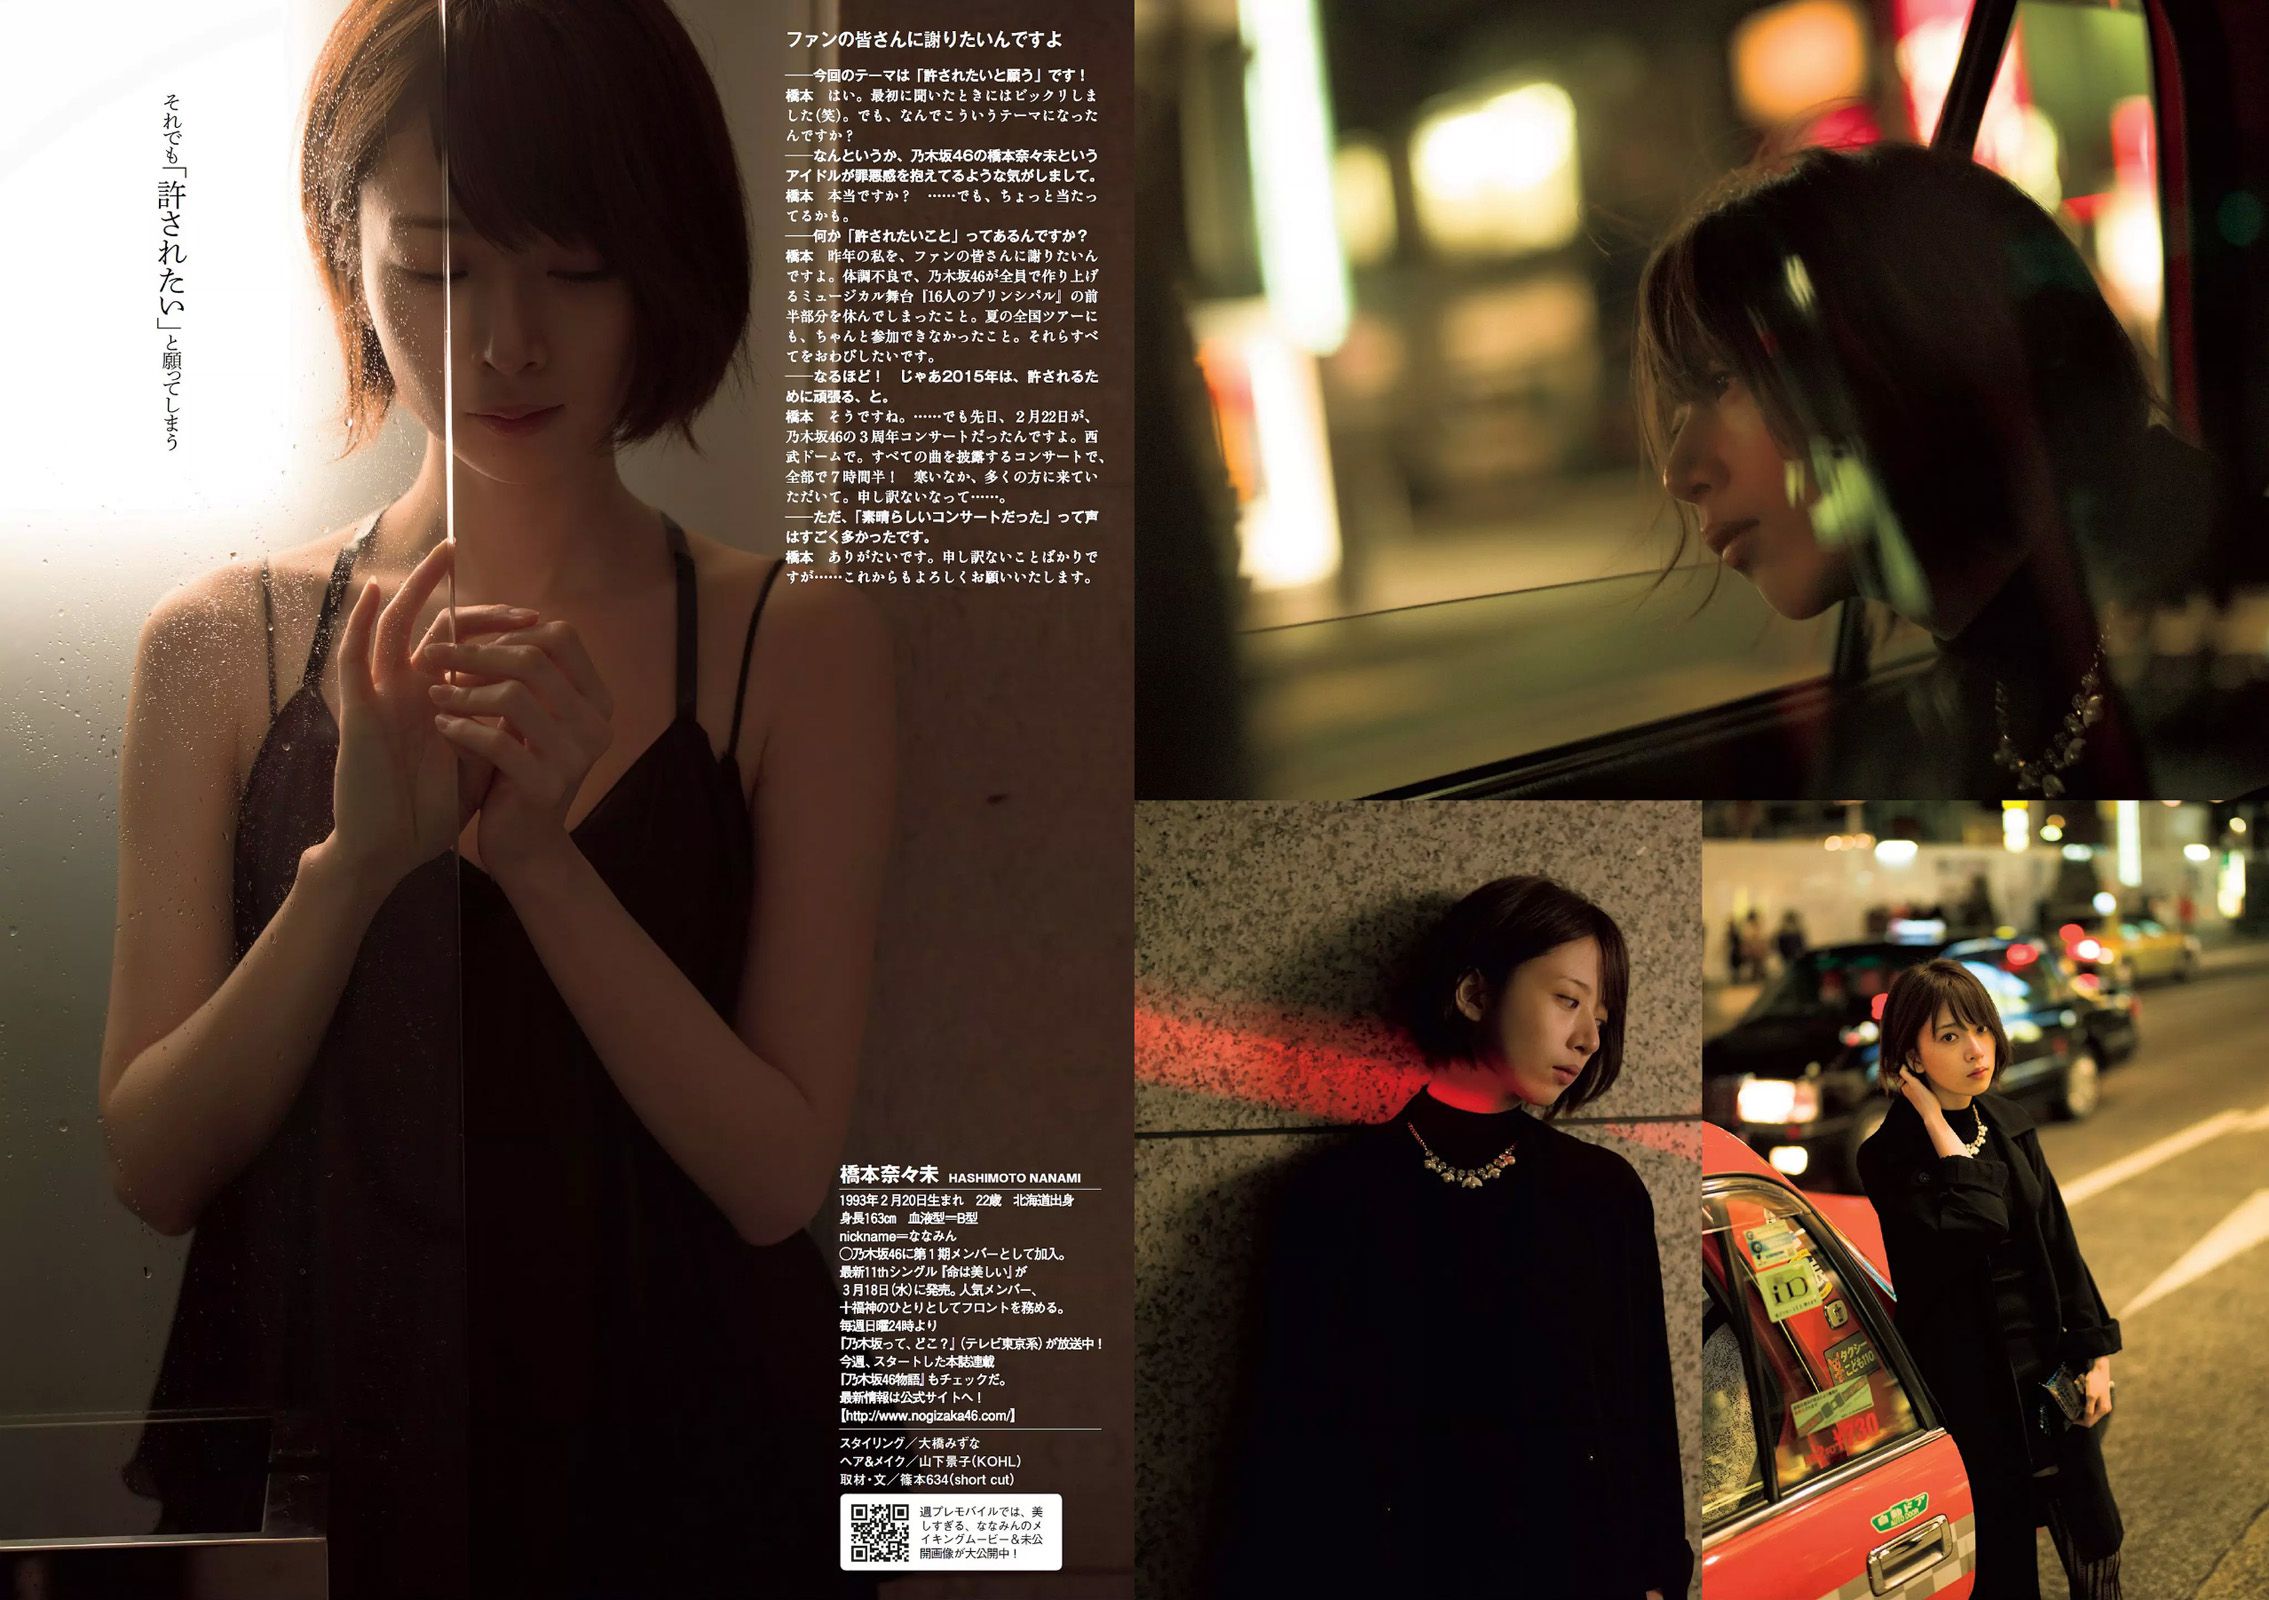 それでも「許されたい」と願ってしまう
ファンの皆さんに謝りたいんですよ
――今回のテーマは「許されたいと願う」です！
橋本　はい。最初に聞いたときにはビックリしま
した(笑)。でも、なんでこういうテーマになった
んですか？
――なんというか、乃木坂46の橋本奈々未という
アイドルが罪悪感を抱えてるような気がしまして。
橋本　本当ですか？　……でも、ちょっと当たっ
てるかも。
――何か「許されたいこと」ってあるんですか？
橋本　昨年の私を、ファンの皆さんに謝りたいん
ですよ。体調不良で、乃木坂46が全員で作り上げ
るミュージカル舞台『16人のプリンシパル』の前
半部分を休んでしまったこと。夏の全国ツアーに
も、ちゃんと参加できなかったこと。それらすべ
てをおわびしたいです。
――なるほど！　じゃあ2015年は、許されるた
めに頑張る、と。
橋本　そうですね。……でも先日、２月22日が、
乃木坂46の３周年コンサートだったんですよ。西
武ドームで。すべての曲を披露するコンサートで、
全部で７時間半！　寒いなか、多くの方に来てい
ただいて。申し訳ないなって……。
――ただ、「素晴らしいコンサートだった」って声
はすごく多かったです。
橋本　ありがたいです。申し訳ないことばかりで
すが……これからもよろしくお願いいたします。
橋本奈々未 HASHIMOTO NANAMI
1993年２月20日生まれ　22歳　北海道出身
身長163㎝　血液型＝B型
nickname＝ななみん
◯乃木坂46に第１期メンバーとして加入。
最新11thシングル『命は美しい』が
３月18日(水)に発売。人気メンバー、
十福神のひとりとしてフロントを務める。
毎週日曜24時より
『乃木坂って、どこ？』(テレビ東京系)が放送中！
今週、スタートした本誌連載
『乃木坂46物語』もチェックだ。
最新情報は公式サイトへ！
【http://www.nogizaka46.com/】
スタイリング／大橋みずな
ヘア&メイク／山下景子(KOHL)
取材・文／篠本634(short cut)
週プレモバイルでは、美
しすぎる、ななみんのメ
イキングムービー&未公
開画像が大公開中！
iD
タクシー
こども110
730
自動ドア
AUTO DOOR